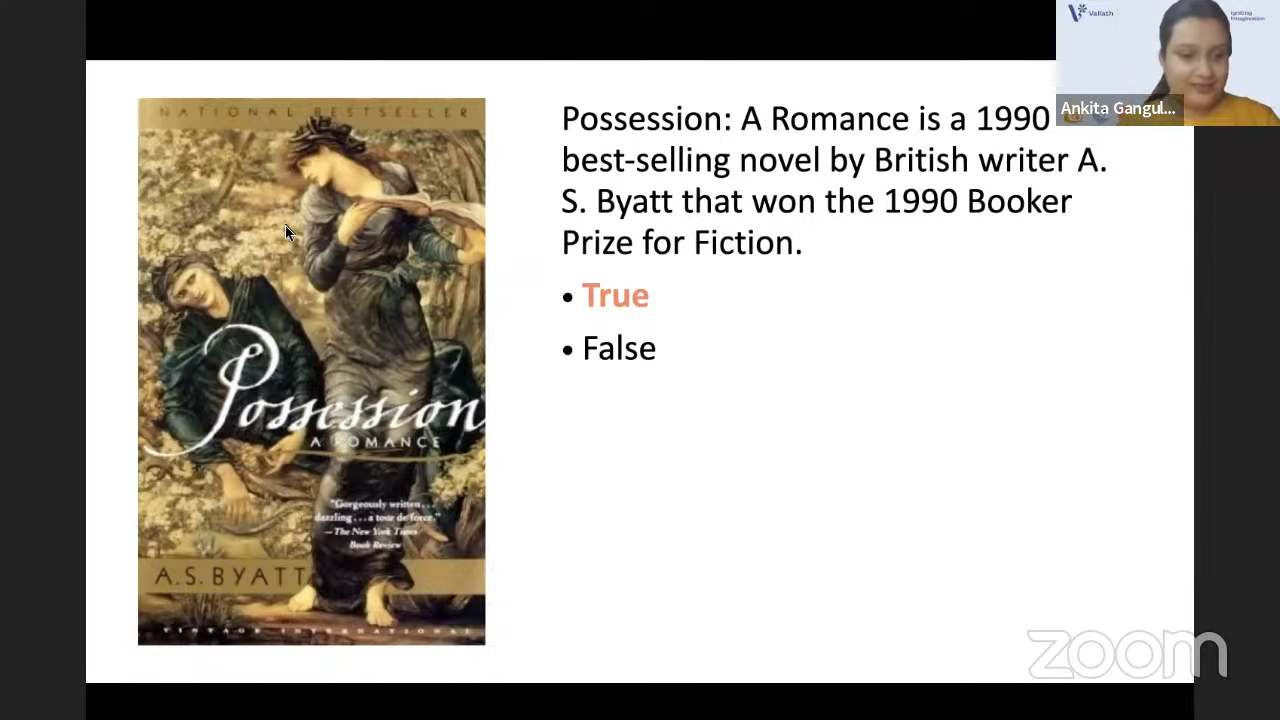 Vallath
Igniting
Imagination
Ankita Gangul...
NATIONAL BESTSELLER
Possession
A ROMANCE
"Gorgeously written...
dazzling...a tour de force."
—The New York Times
Book Review
A.S. BYATT
VINTAGE INTERNATIONAL
Possession: A Romance is a 1990
best-selling novel by British writer A.
S. Byatt that won the 1990 Booker
Prize for Fiction.
• True
• False
zoom